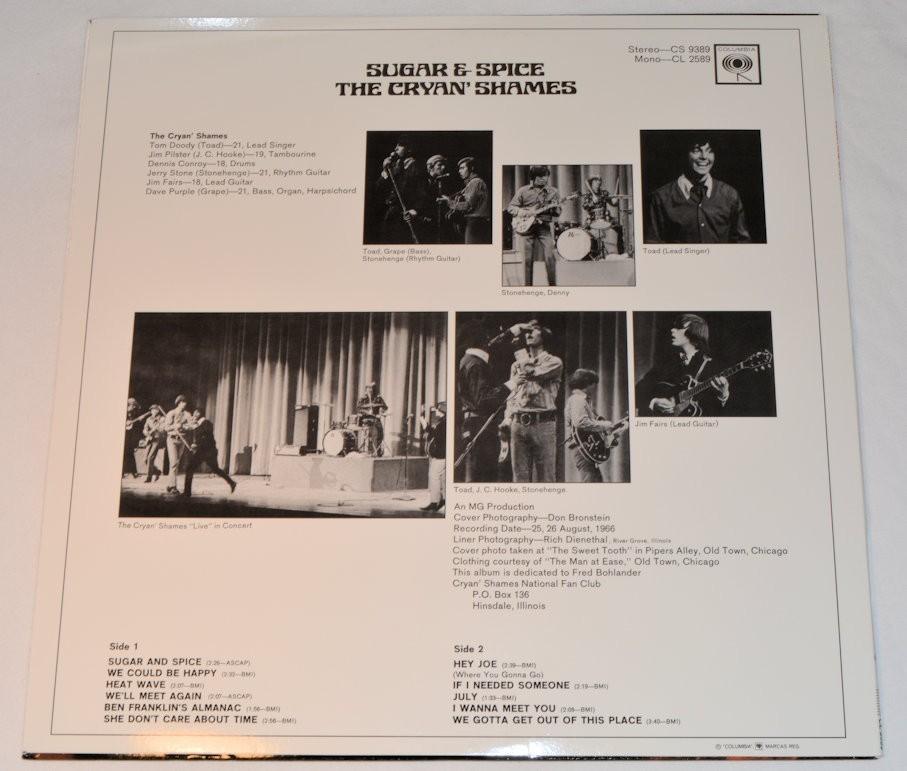 Stereo—CS 9389
Mono—CL 2589
COLUMBIA
SUGAR & SPICE
THE CRYAN' SHAMES
The Cryan' Shames
Tom Doody (Toad)—21, Lead Singer
Jim Pilster (J. C. Hooke)—19, Tambourine
Dennis Conroy—18, Drums
Jerry Stone (Stonehenge)—21, Rhythm Guitar
Jim Fairs—18, Lead Guitar
Dave Purple (Grape)—21, Bass, Organ, Harpsichord
Toad, Grape (Bass),
Stonehenge (Rhythm Guitar)
Stonehenge, Denny
Toad (Lead Singer)
Jim Fairs (Lead Guitar)
Toad, J. C. Hooke, Stonehenge
The Cryan' Shames "Live" in Concert
An MG Production
Cover Photography—Don Bronstein
Recording Date—25, 26 August, 1966
Liner Photography—Rich Dienethal, River Grove, Illinois
Cover photo taken at "The Sweet Tooth" in Pipers Alley, Old Town, Chicago
Clothing courtesy of "The Man at Ease," Old Town, Chicago
This album is dedicated to Fred Bohlander
Cryan' Shames National Fan Club
P.O. Box 136
Hinsdale, Illinois
Side 1
SUGAR AND SPICE (2:26—ASCAP)
WE COULD BE HAPPY (2:32—BMI)
HEAT WAVE (2:07—BMI)
WE'LL MEET AGAIN (2:07—ASCAP)
BEN FRANKLIN'S ALMANAC (1:56—BMI)
SHE DON'T CARE ABOUT TIME (2:56—BMI)
Side 2
HEY JOE (2:39—BMI)
(Where You Gonna Go)
IF I NEEDED SOMEONE (2:19—BMI)
JULY (1:33—BMI)
I WANNA MEET YOU (2:08—BMI)
WE GOTTA GET OUT OF THIS PLACE (3:40—BMI)
© "COLUMBIA", MARCAS REG.